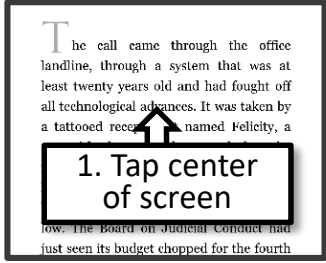 The call came through the office
landline, through a system that was at
least twenty years old and had fought off
all technological advances. It was taken by
a tattooed named Felicity, a
1. Tap center
of screen
low. The Board on Judicial Conduct had
just seen its budget chopped for the fourth